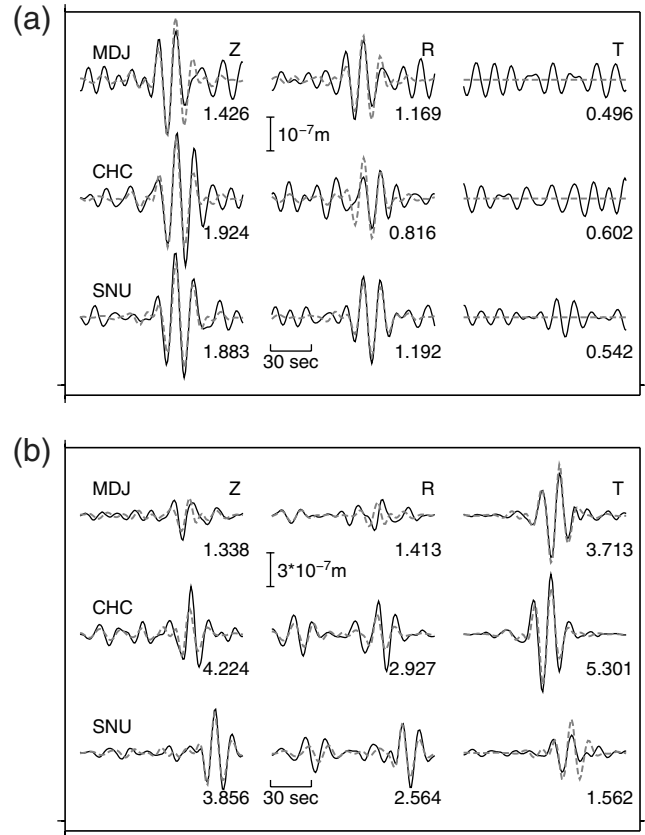 (a)
MDJ Z R T
1.426 1.169 0.496
10⁻⁷m
CHC
1.924 0.816 0.602
SNU
1.883 1.192 0.542
30 sec
(b)
MDJ Z R T
1.338 1.413 3.713
3*10⁻⁷m
CHC
4.224 2.927 5.301
SNU
3.856 2.564 1.562
30 sec